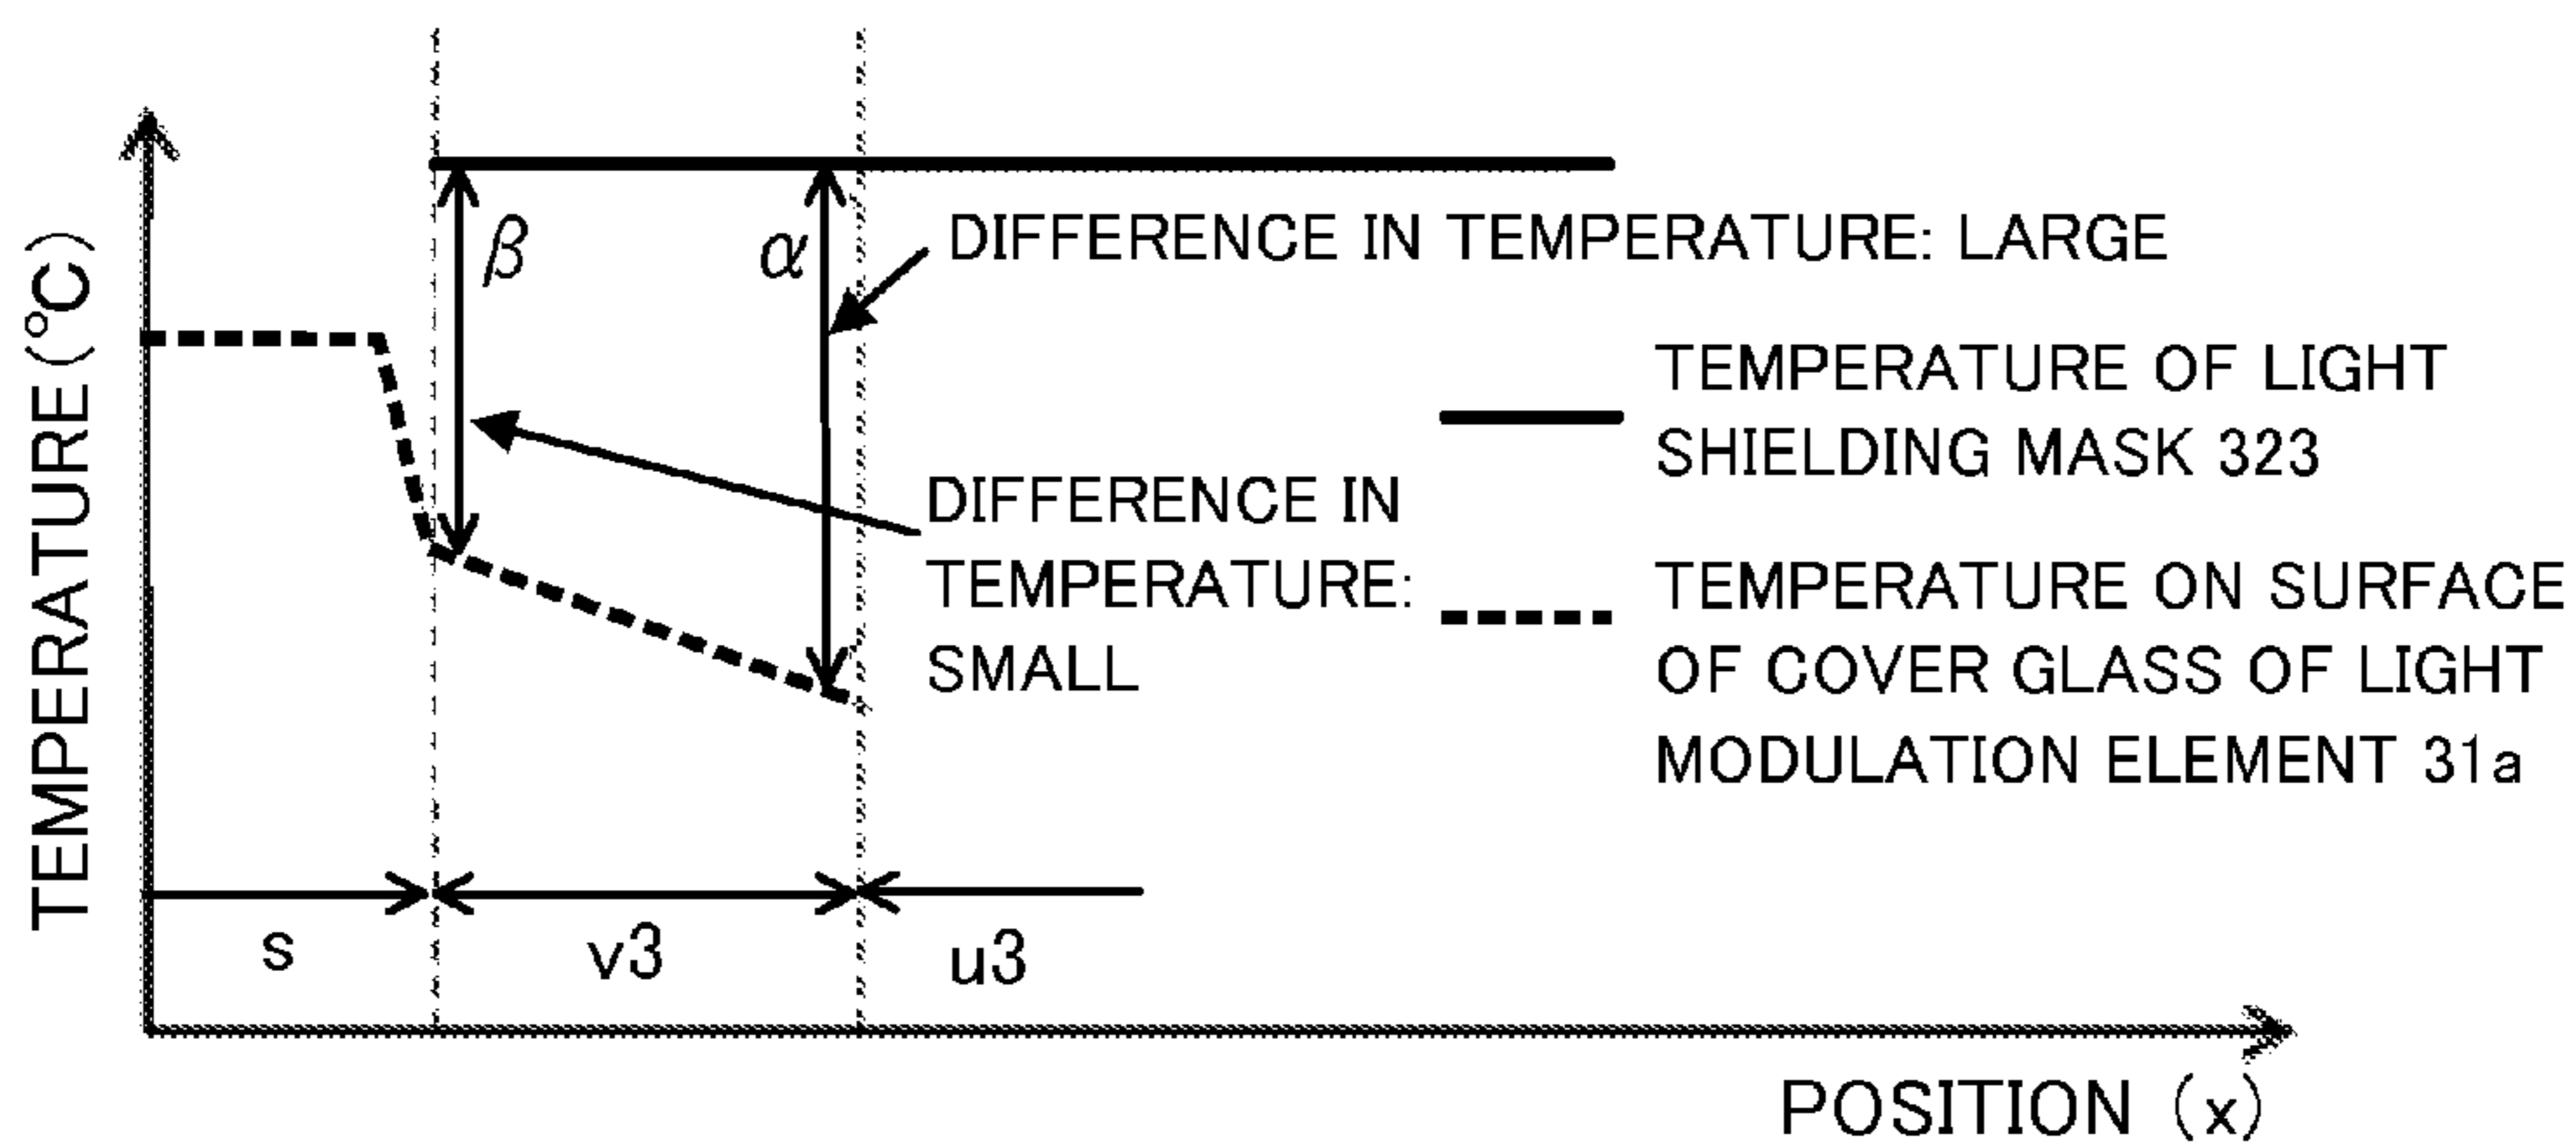 TEMPERATURE (℃)
β
α
DIFFERENCE IN TEMPERATURE: LARGE
DIFFERENCE IN
TEMPERATURE:
SMALL
TEMPERATURE OF LIGHT
SHIELDING MASK 323
TEMPERATURE ON SURFACE
OF COVER GLASS OF LIGHT
MODULATION ELEMENT 31a
s
v3
u3
POSITION (x)